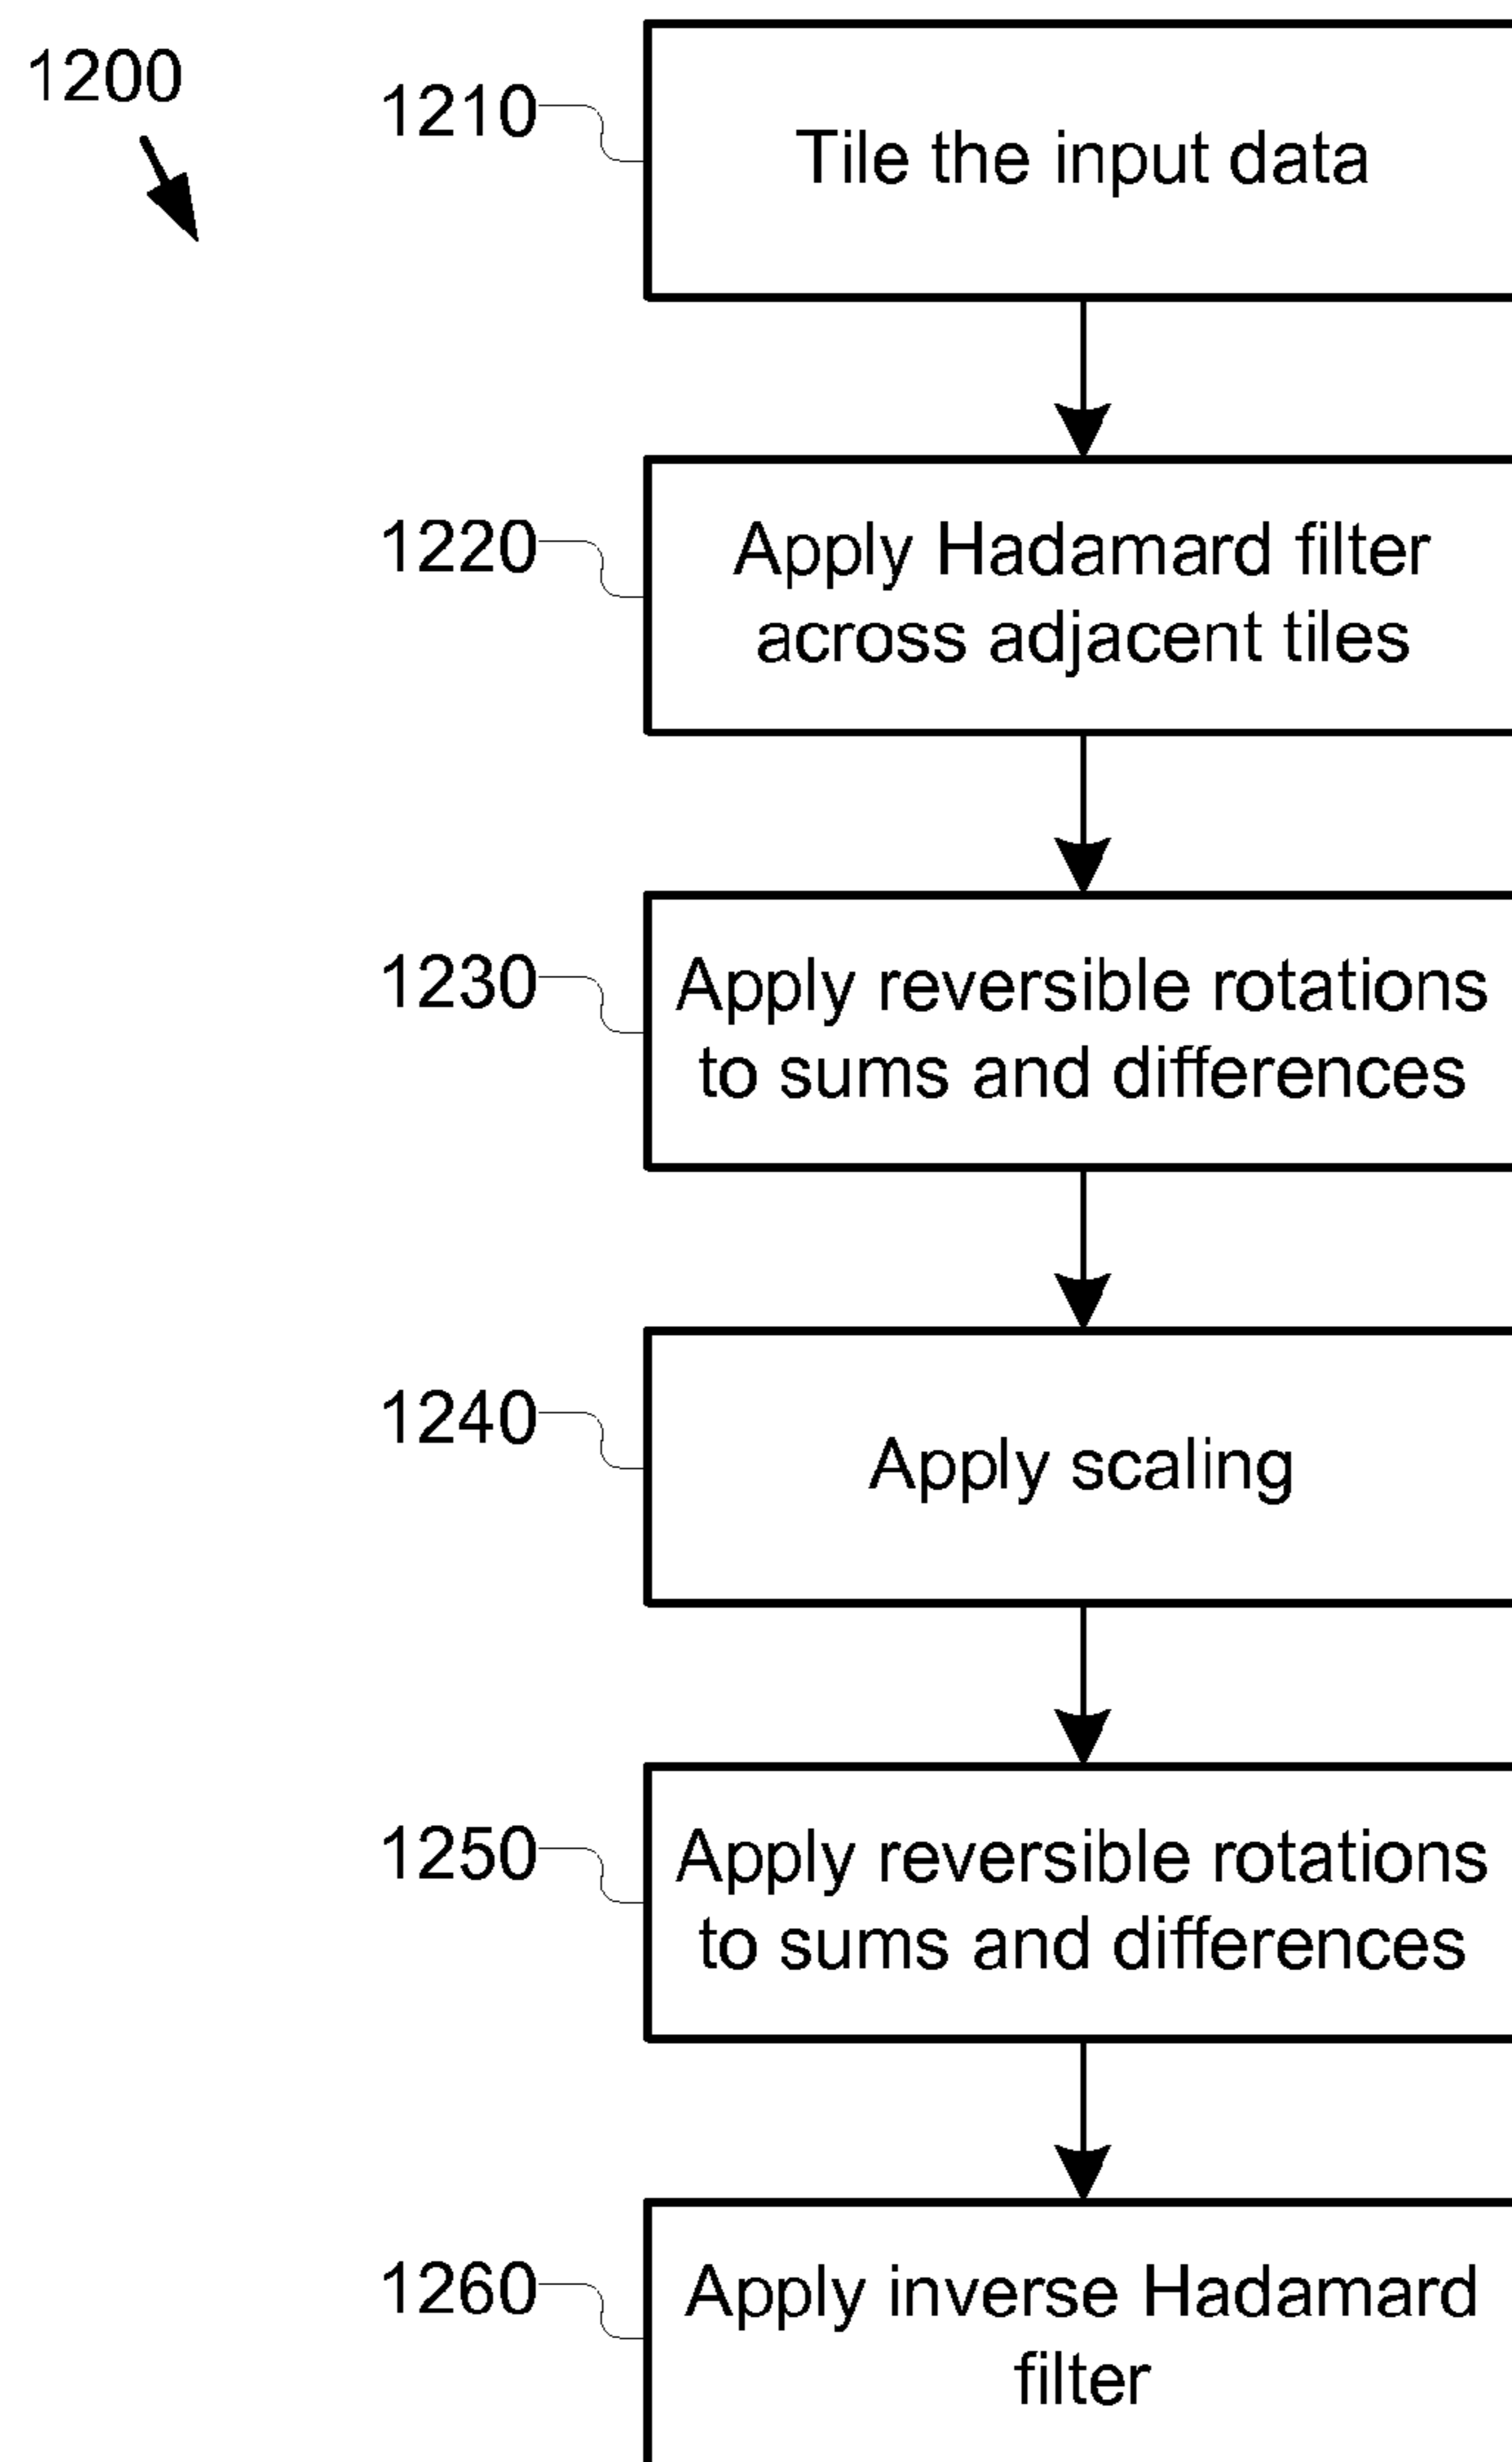 1200
1210
Tile the input data
1220
Apply Hadamard filter
across adjacent tiles
1230
Apply reversible rotations
to sums and differences
1240
Apply scaling
1250
Apply reversible rotations
to sums and differences
1260
Apply inverse Hadamard
filter